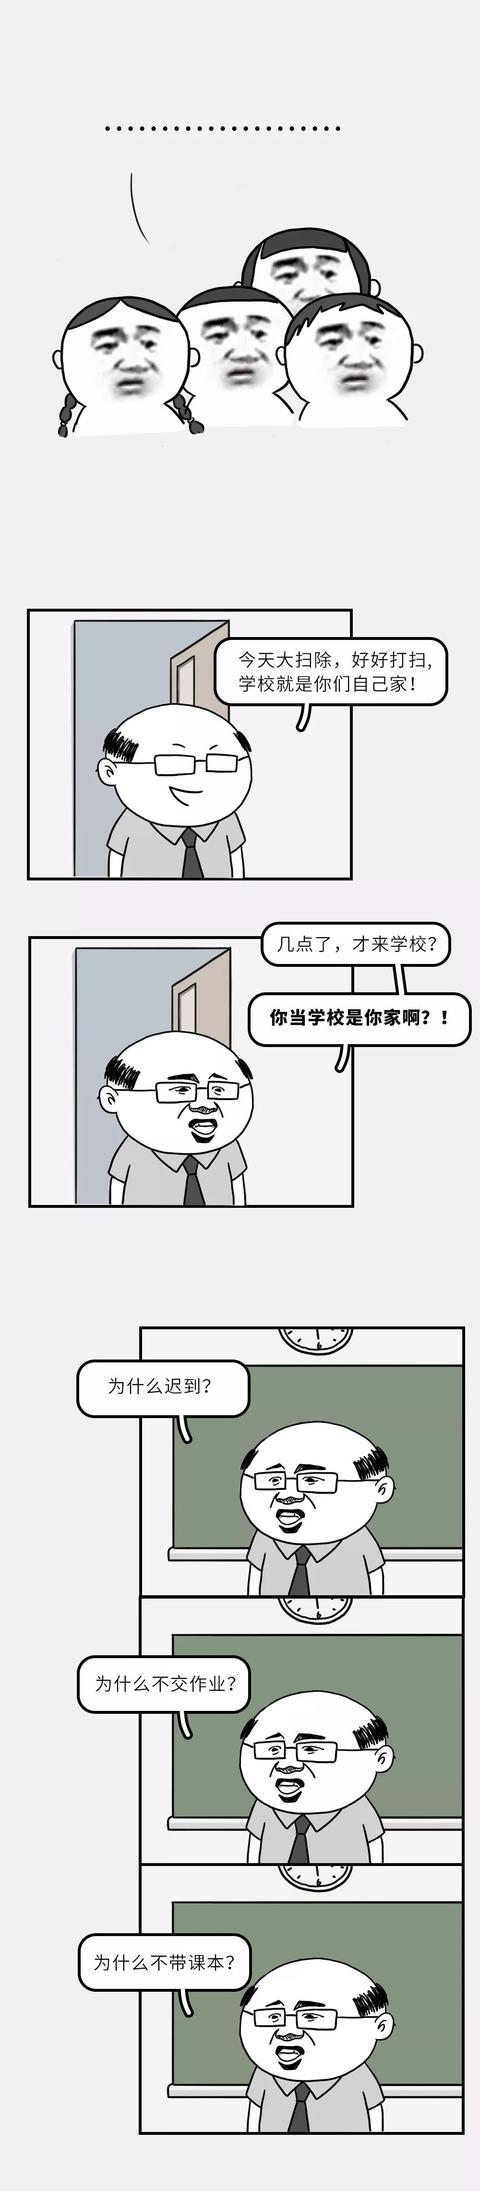 …………………
今天大扫除，好好打扫，
学校就是你们自己家！
几点了，才来学校？
你当学校是你家啊？！
为什么迟到？
为什么不交作业？
为什么不带课本？